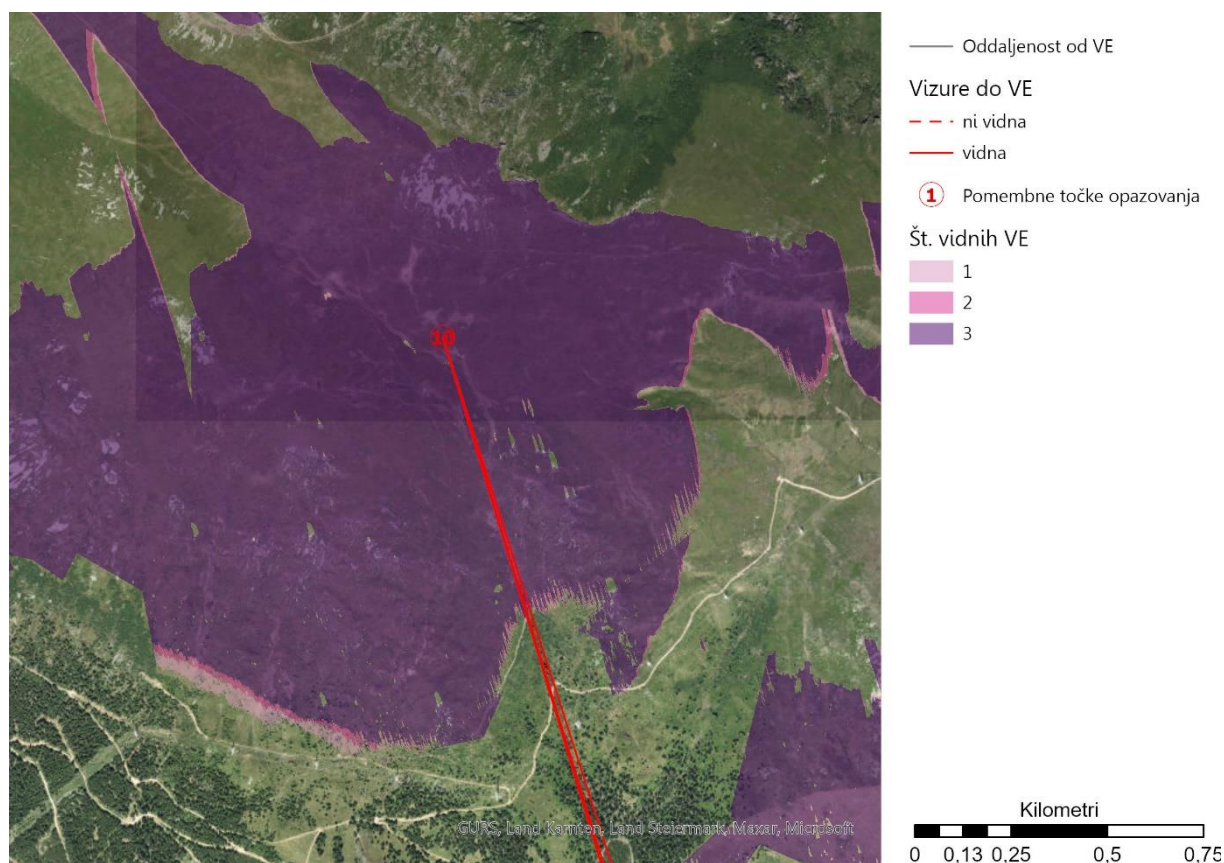 Oddaljenost od VE
Vizure do VE
ni vidna
vidna
1 Pomembne točke opazovanja
Št. vidnih VE
1
2
3
10
GURS, Land Kärnten, Land Steiermark, Maxar, Microsoft
Kilometri
0 0,13 0,25 0,5 0,75